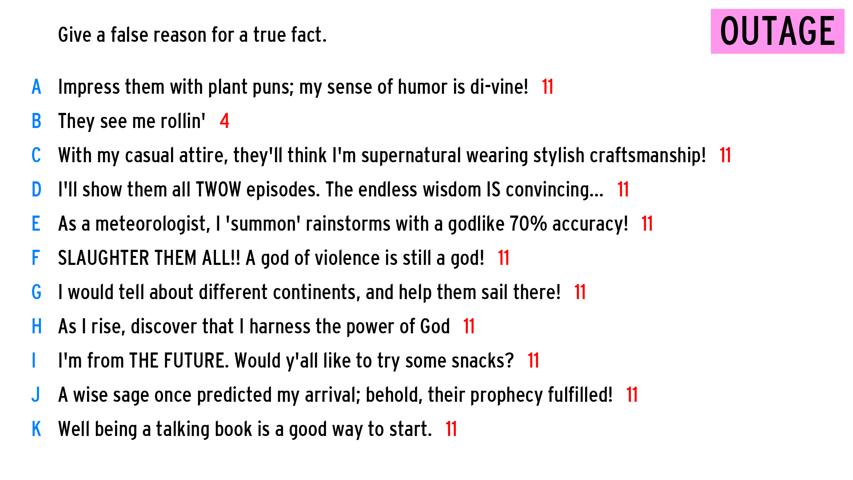 Give a false reason for a true fact.
OUTAGE
A Impress them with plant puns; my sense of humor is di-vine! 11
B They see me rollin' 4
C With my casual attire, they'll think I'm supernatural wearing stylish craftsmanship! 11
D I'll show them all TWOW episodes. The endless wisdom IS convincing... 11
E As a meteorologist, I 'summon' rainstorms with a godlike 70% accuracy! 11
F SLAUGHTER THEM ALL!! A god of violence is still a god! 11
G I would tell about different continents, and help them sail there! 11
H As I rise, discover that I harness the power of God 11
I I'm from THE FUTURE. Would y'all like to try some snacks? 11
J A wise sage once predicted my arrival; behold, their prophecy fulfilled! 11
K Well being a talking book is a good way to start. 11